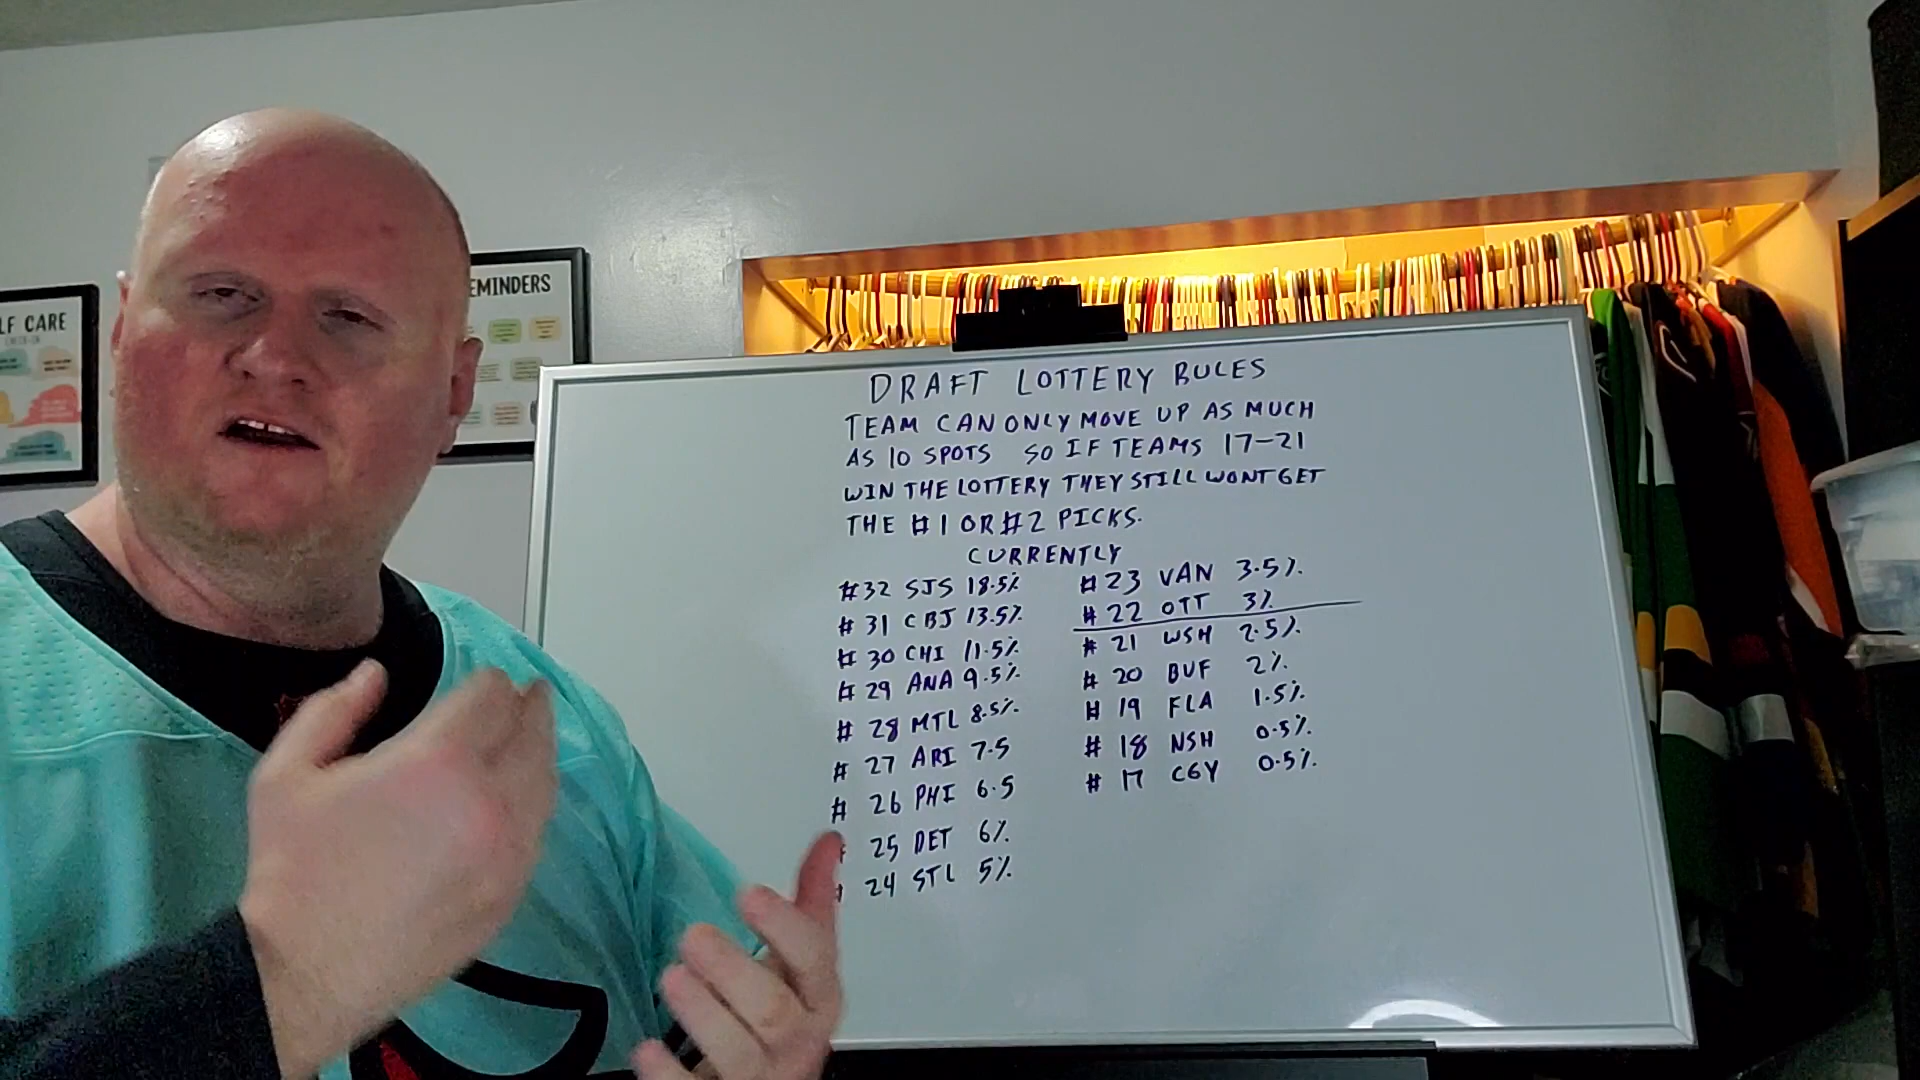 LF CARE
CHECK-IN
EMINDERS
DRAFT LOTTERY RULES
TEAM CAN ONLY MOVE UP AS MUCH
AS 10 SPOTS SO IF TEAMS 17-21
WIN THE LOTTERY THEY STILL WONT GET
THE #1 OR #2 PICKS.
CURRENTLY
#32 SJS 18.5%
# 31 CBJ 13.5%
# 30 CHI 11.5%
# 29 ANA 9.5%
# 28 MTL 8.5%
# 27 ARI 7.5
# 26 PHI 6.5
# 25 DET 6%
# 24 STL 5%
#23 VAN 3.5%
#22 OTT 3%
# 21 WSH 2.5%
# 20 BUF 2%
# 19 FLA 1.5%
# 18 NSH 0.5%
# 17 CGY 0.5%